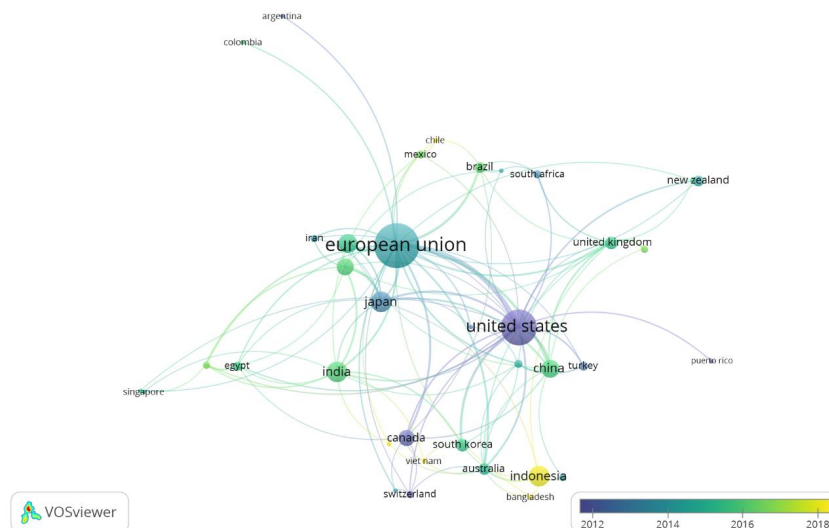 argentina
colombia
chile
mexico
brazil
south africa
new zealand
iran
european union
united kingdom
japan
united states
puerto rico
egypt
india
china
turkey
singapore
canada
south korea
viet nam
australia
indonesia
switzerland
bangladesh
VOSviewer
2012 2014 2016